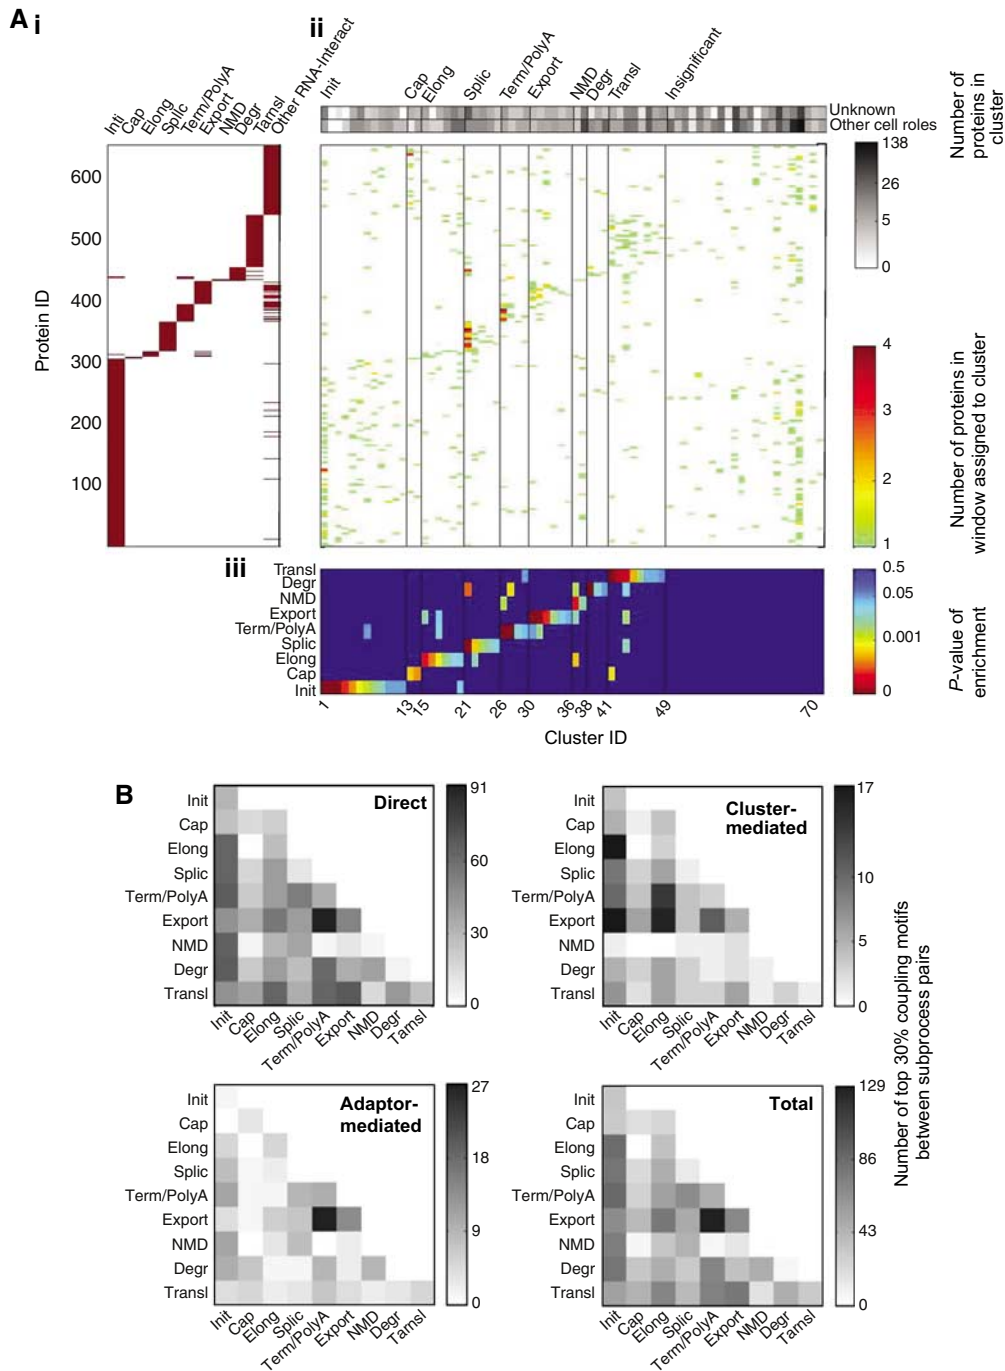 A i
ii
Inti
Cap
Elong
Splic
Term/PolyA
Export
NMD
Degr
Tarnsl
Other RNA-Interact
Init
Cap
Elong
Splic
Term/PolyA
Export
NMD
Degr
Transl
Insignificant
Unknown
Other cell roles
Number of
proteins in
cluster
138
26
5
0
Protein ID
600
500
400
300
200
100
4
3
2
1
Number of proteins in
window assigned to cluster
iii
Transl
Degr
NMD
Export
Term/PolyA
Splic
Elong
Cap
Init
1
13
15
21
26
30
36
38
41
49
70
Cluster ID
0.5
0.05
0.001
0
P-value of
enrichment
B
Direct
Init
Cap
Elong
Splic
Term/PolyA
Export
NMD
Degr
Transl
Init
Cap
Elong
Splic
Term/PolyA
Export
NMD
Degr
Tarnsl
91
60
30
0
Cluster-
mediated
Init
Cap
Elong
Splic
Term/PolyA
Export
NMD
Degr
Transl
Init
Cap
Elong
Splic
Term/PolyA
Export
NMD
Degr
Tarnsl
17
10
5
0
Adaptor-
mediated
Init
Cap
Elong
Splic
Term/PolyA
Export
NMD
Degr
Transl
Init
Cap
Elong
Splic
Term/PolyA
Export
NMD
Degr
Tarnsl
27
18
9
0
Total
Init
Cap
Elong
Splic
Term/PolyA
Export
NMD
Degr
Transl
Init
Cap
Elong
Splic
Term/PolyA
Export
NMD
Degr
Tarnsl
129
86
43
0
Number of top 30% coupling motifs
between subprocess pairs